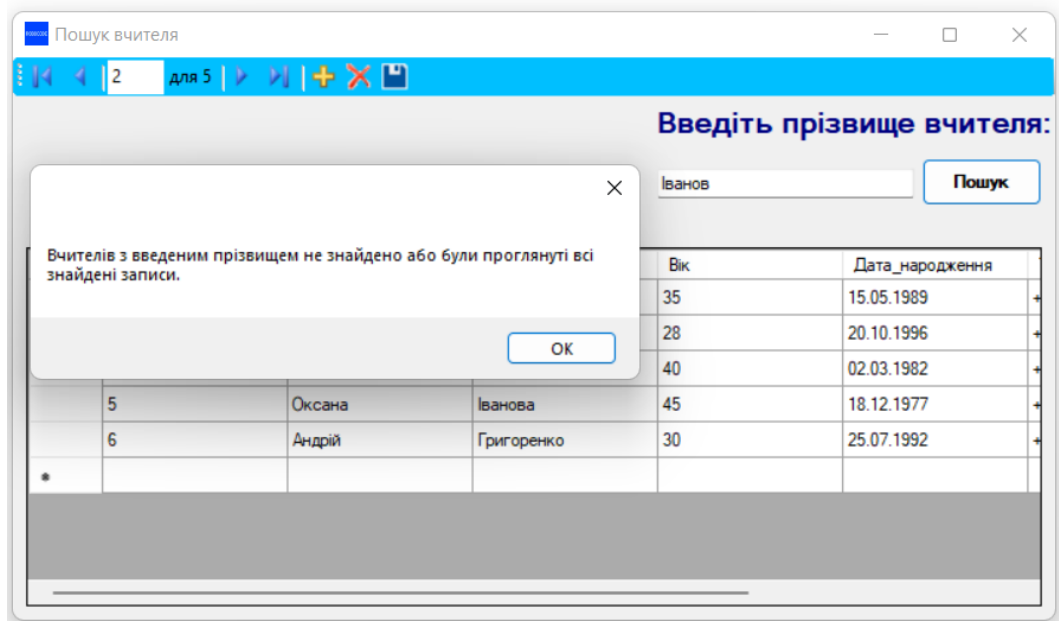 Пошук вчителя
2 для 5
Введіть прізвище вчителя:
Іванов Пошук
Вчителів з введеним прізвищем не знайдено або були проглянуті всі
знайдені записи.
OK
Вік Дата_народження
35 15.05.1989 +
28 20.10.1996 +
40 02.03.1982 +
5 Оксана Іванова 45 18.12.1977 +
6 Андрій Григоренко 30 25.07.1992 +
*